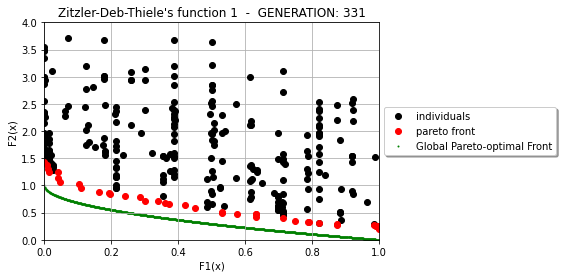 Zitzler-Deb-Thiele's function 1 - GENERATION: 331
4.0
3.5
3.0
2.5
2.0
1.5
1.0
0.5
0.0
F2(x)
0.0 0.2 0.4 0.6 0.8 1.0
F1(x)
individuals
pareto front
Global Pareto-optimal Front